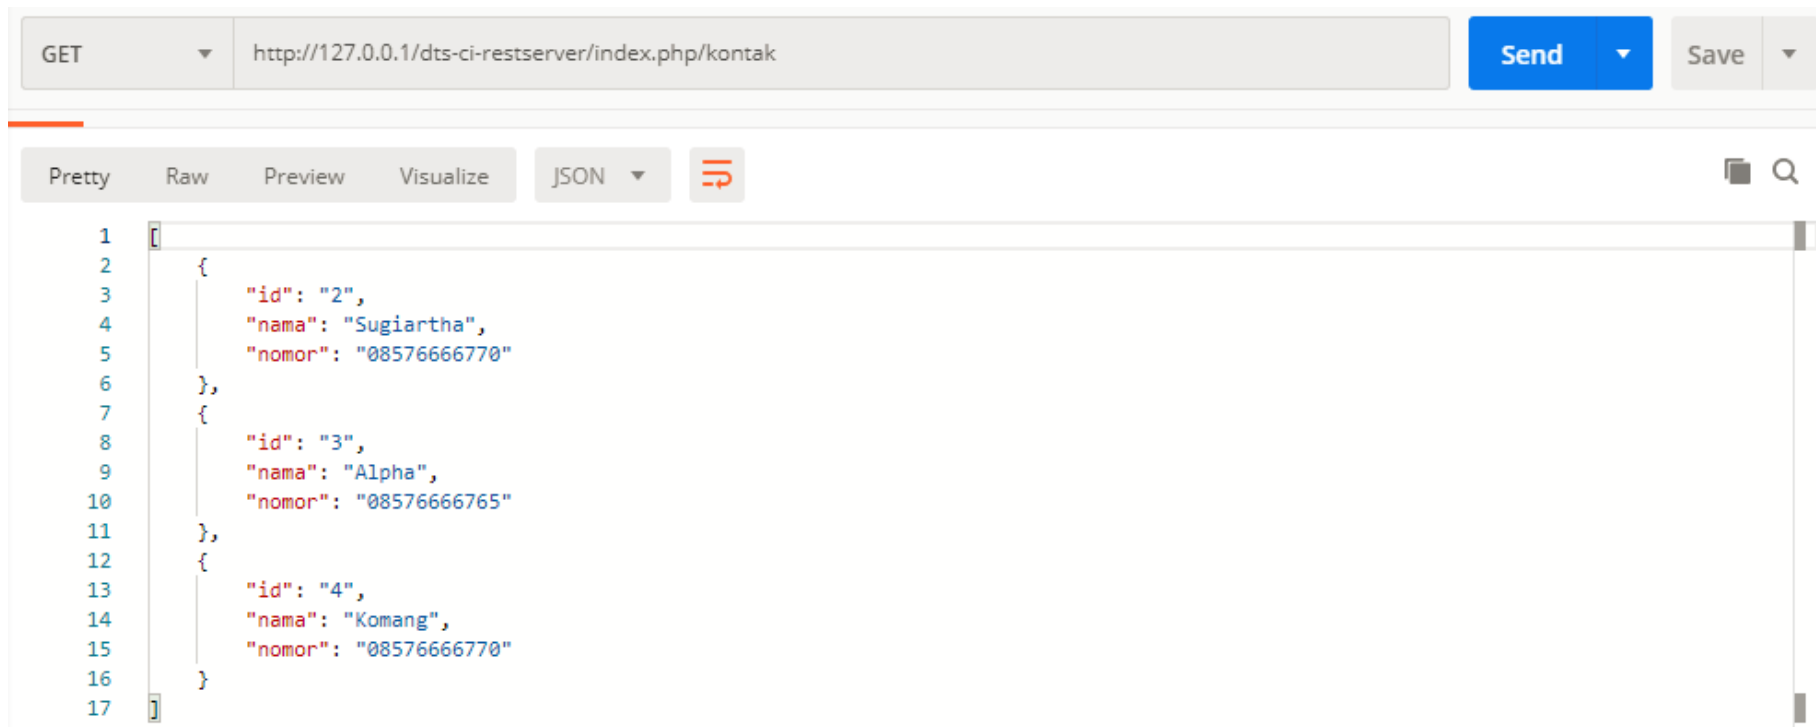 GET http://127.0.0.1/dts-ci-restserver/index.php/kontak Send Save
Pretty Raw Preview Visualize JSON
1 [
2 {
3 "id": "2",
4 "nama": "Sugiartha",
5 "nomor": "08576666770"
6 },
7 {
8 "id": "3",
9 "nama": "Alpha",
10 "nomor": "08576666765"
11 },
12 {
13 "id": "4",
14 "nama": "Komang",
15 "nomor": "08576666770"
16 }
17 ]